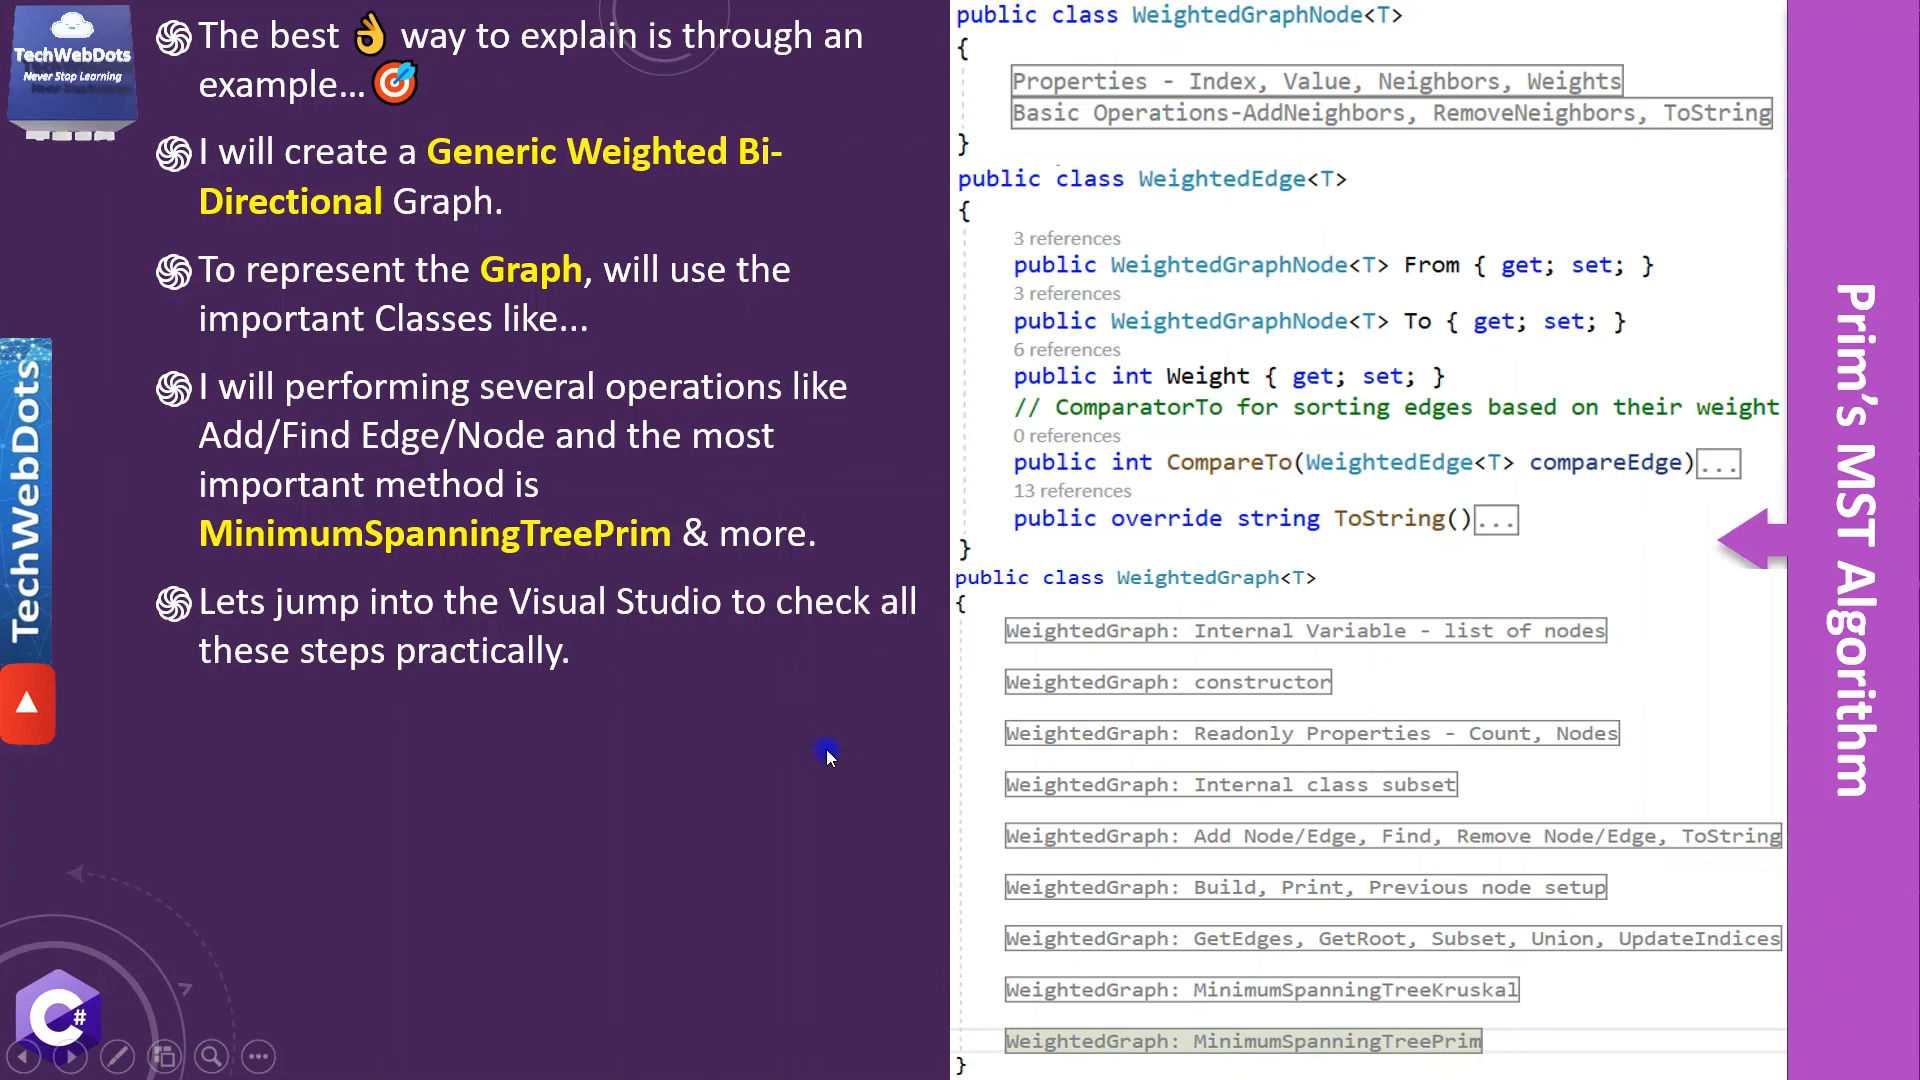 TechWebDots
Never Stop Learning
The best 👌 way to explain is through an
example...🎯
I will create a Generic Weighted Bi-
Directional Graph.
To represent the Graph, will use the
important Classes like...
I will performing several operations like
Add/Find Edge/Node and the most
important method is
MinimumSpanningTreePrim & more.
Lets jump into the Visual Studio to check all
these steps practically.
TechWebDots
C#
public class WeightedGraphNode<T>
{
Properties - Index, Value, Neighbors, Weights
Basic Operations-AddNeighbors, RemoveNeighbors, ToString
}
public class WeightedEdge<T>
{
3 references
public WeightedGraphNode<T> From { get; set; }
3 references
public WeightedGraphNode<T> To { get; set; }
6 references
public int Weight { get; set; }
// ComparatorTo for sorting edges based on their weight
0 references
public int CompareTo(WeightedEdge<T> compareEdge)...
13 references
public override string ToString()...
}
public class WeightedGraph<T>
{
WeightedGraph: Internal Variable - list of nodes
WeightedGraph: constructor
WeightedGraph: Readonly Properties - Count, Nodes
WeightedGraph: Internal class subset
WeightedGraph: Add Node/Edge, Find, Remove Node/Edge, ToString
WeightedGraph: Build, Print, Previous node setup
WeightedGraph: GetEdges, GetRoot, Subset, Union, UpdateIndices
WeightedGraph: MinimumSpanningTreeKruskal
WeightedGraph: MinimumSpanningTreePrim
}
Prim's MST Algorithm